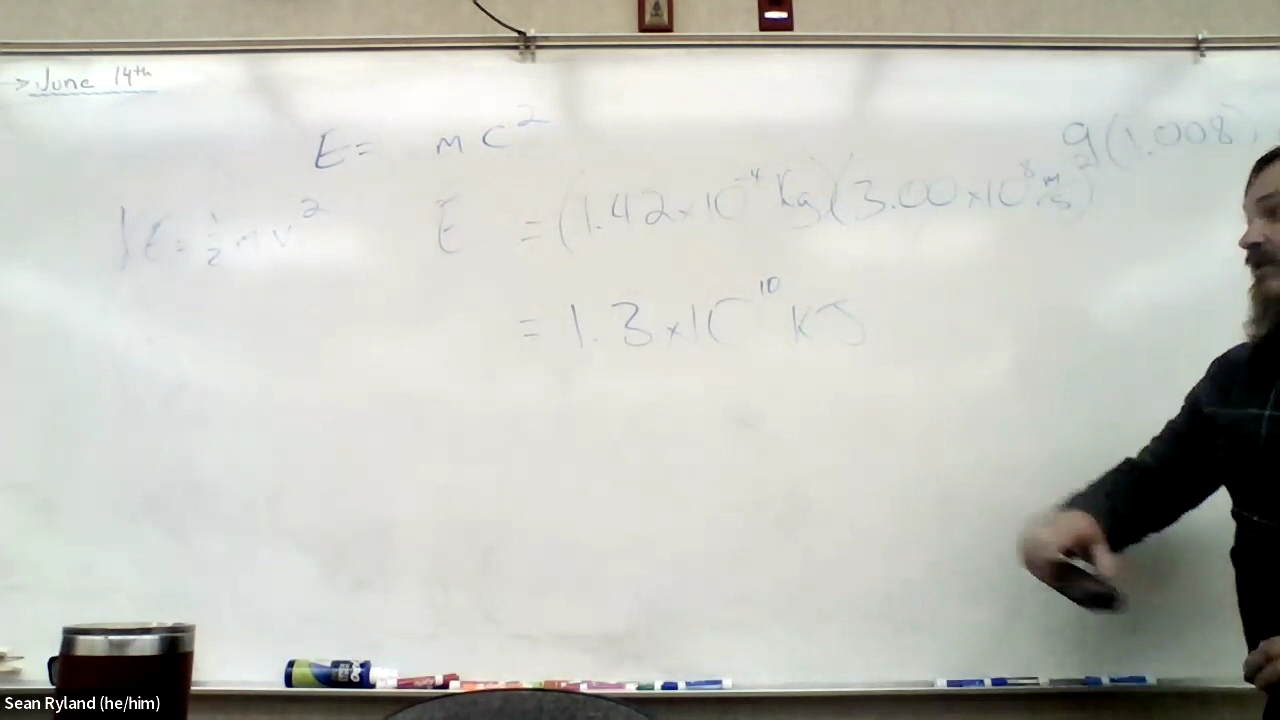 > June 14th
E = mc²
9(1.008)
KE = ½mv²
E = (1.42×10⁻⁴ kg)(3.00×10⁸ m/s)²
= 1.3×10¹⁰ kJ
Sean Ryland (he/him)